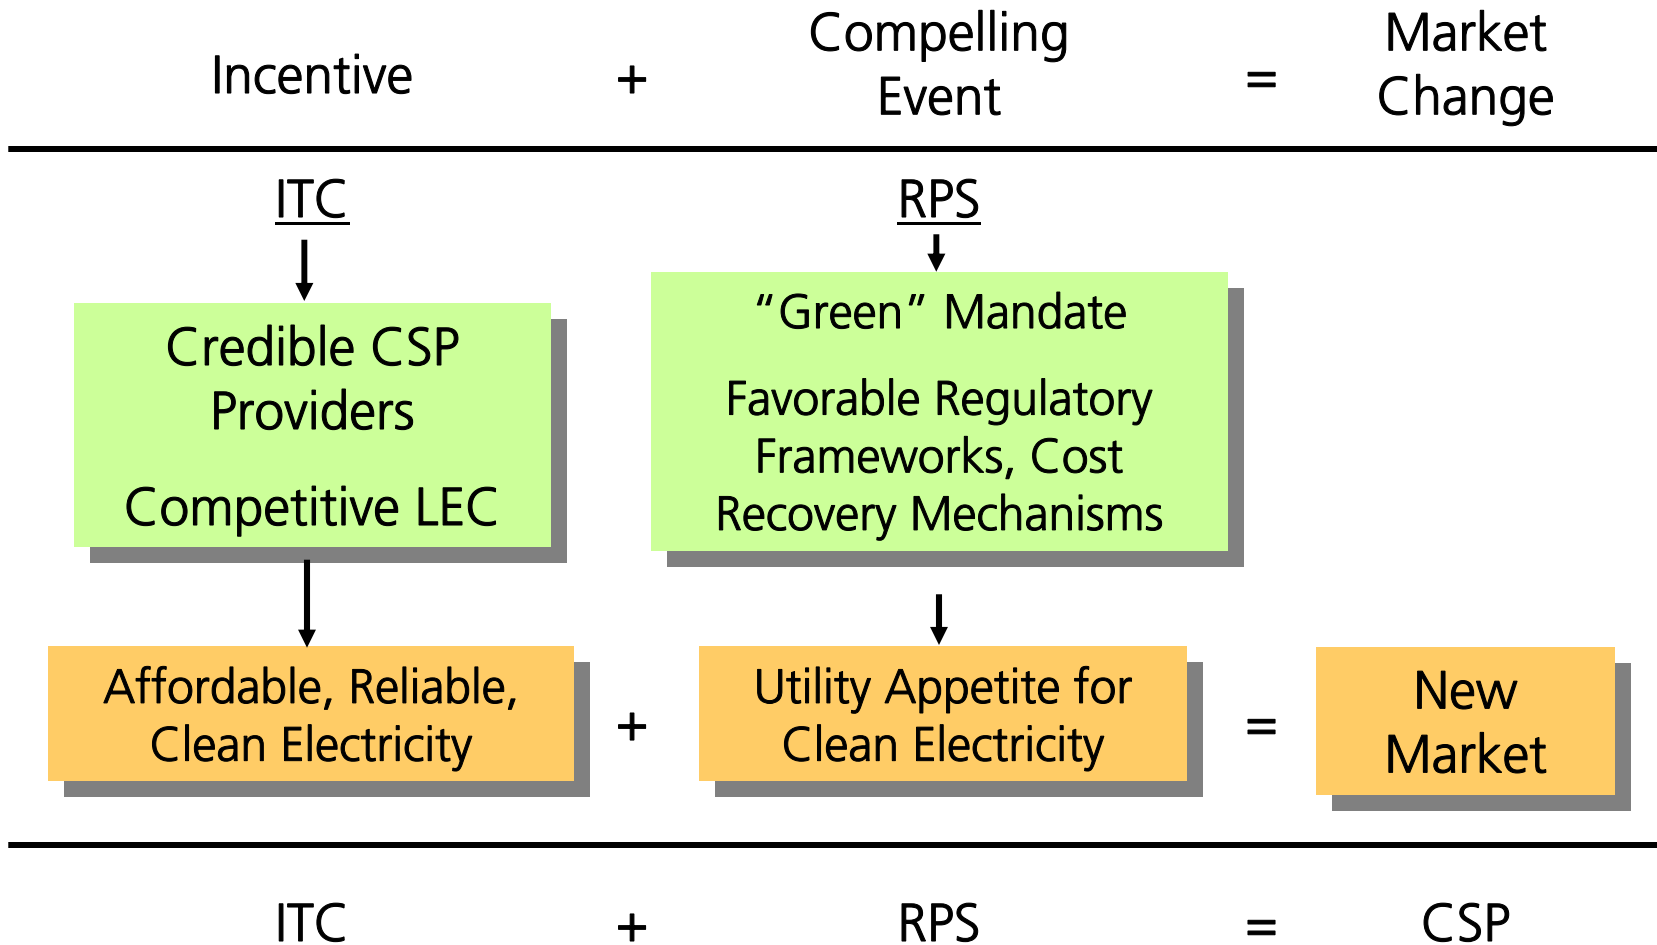 Incentive + Compelling Event = Market Change
ITC
RPS
Credible CSP
Providers
Competitive LEC
“Green” Mandate
Favorable Regulatory
Frameworks, Cost
Recovery Mechanisms
Affordable, Reliable,
Clean Electricity
+
Utility Appetite for
Clean Electricity
=
New
Market
ITC + RPS = CSP